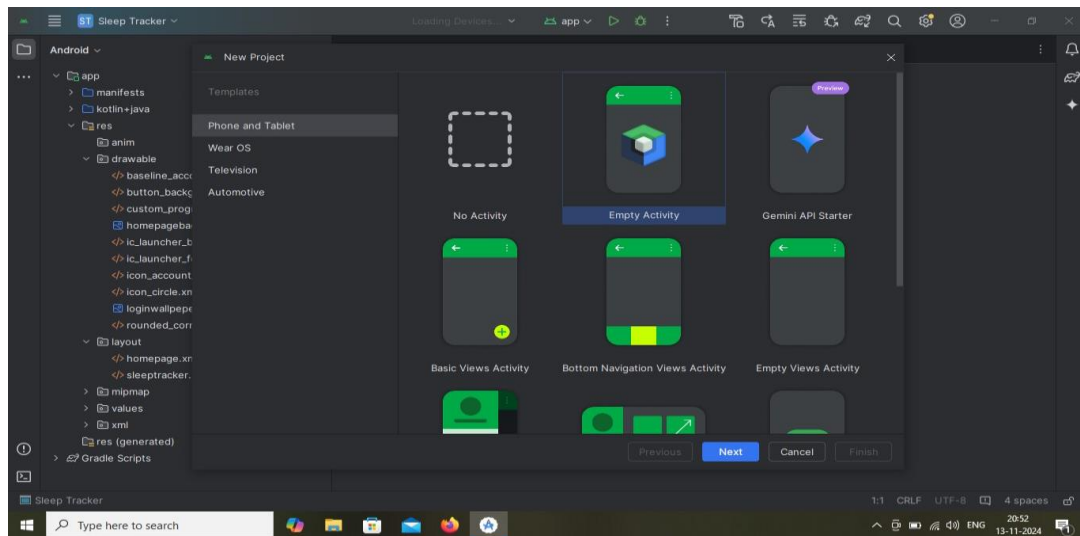 ST Sleep Tracker
Loading Devices...
app
Android
New Project
app
manifests
kotlin+java
res
anim
drawable
baseline_acco
button_backg
custom_prog
homepageba
ic_launcher_b
ic_launcher_f
icon_account
icon_circle.xn
loginwallpepe
rounded_corr
layout
homepage.xn
sleeptracker.
mipmap
values
xml
res (generated)
Gradle Scripts
Templates
Phone and Tablet
Wear OS
Television
Automotive
Preview
No Activity
Empty Activity
Gemini API Starter
Basic Views Activity
Bottom Navigation Views Activity
Empty Views Activity
Previous
Next
Cancel
Finish
Sleep Tracker
1:1 CRLF UTF-8 4 spaces
Type here to search
ENG
20:52
13-11-2024